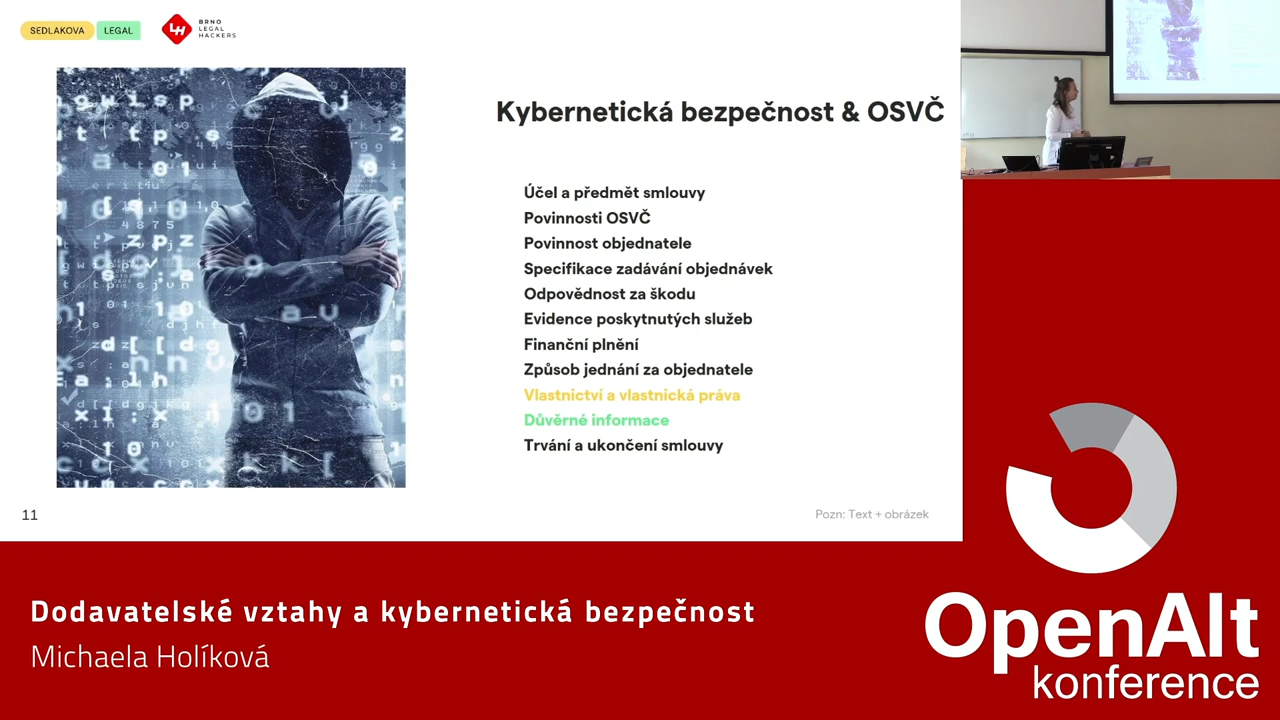 SEDLAKOVA LEGAL
BRNO
LEGAL
HACKERS
Kybernetická bezpečnost & OSVČ
Účel a předmět smlouvy
Povinnosti OSVČ
Povinnost objednatele
Specifikace zadávání objednávek
Odpovědnost za škodu
Evidence poskytnutých služeb
Finanční plnění
Způsob jednání za objednatele
Vlastnictví a vlastnická práva
Důvěrné informace
Trvání a ukončení smlouvy
11
Pozn: Text + obrázek
Dodavatelské vztahy a kybernetická bezpečnost
Michaela Holíková
OpenAlt
konference